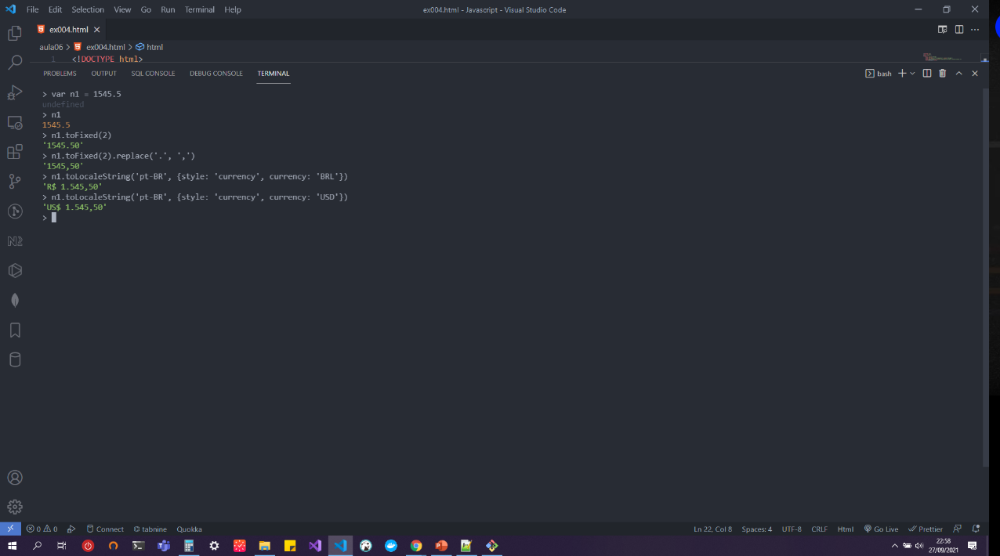 File Edit Selection View Go Run Terminal Help
ex004.html - Javascript - Visual Studio Code
ex004.html
aula06 > ex004.html > html
1 <!DOCTYPE html>
PROBLEMS OUTPUT SQL CONSOLE DEBUG CONSOLE TERMINAL
bash
> var n1 = 1545.5
undefined
> n1
1545.5
> n1.toFixed(2)
'1545.50'
> n1.toFixed(2).replace('.', ',')
'1545,50'
> n1.toLocaleString('pt-BR', {style: 'currency', currency: 'BRL'})
'R$ 1.545,50'
> n1.toLocaleString('pt-BR', {style: 'currency', currency: 'USD'})
'US$ 1.545,50'
>
N2
0 0 Connect tabnine Quokka
Ln 22, Col 8 Spaces: 4 UTF-8 CRLF Html Go Live Prettier
22:58
27/09/2021